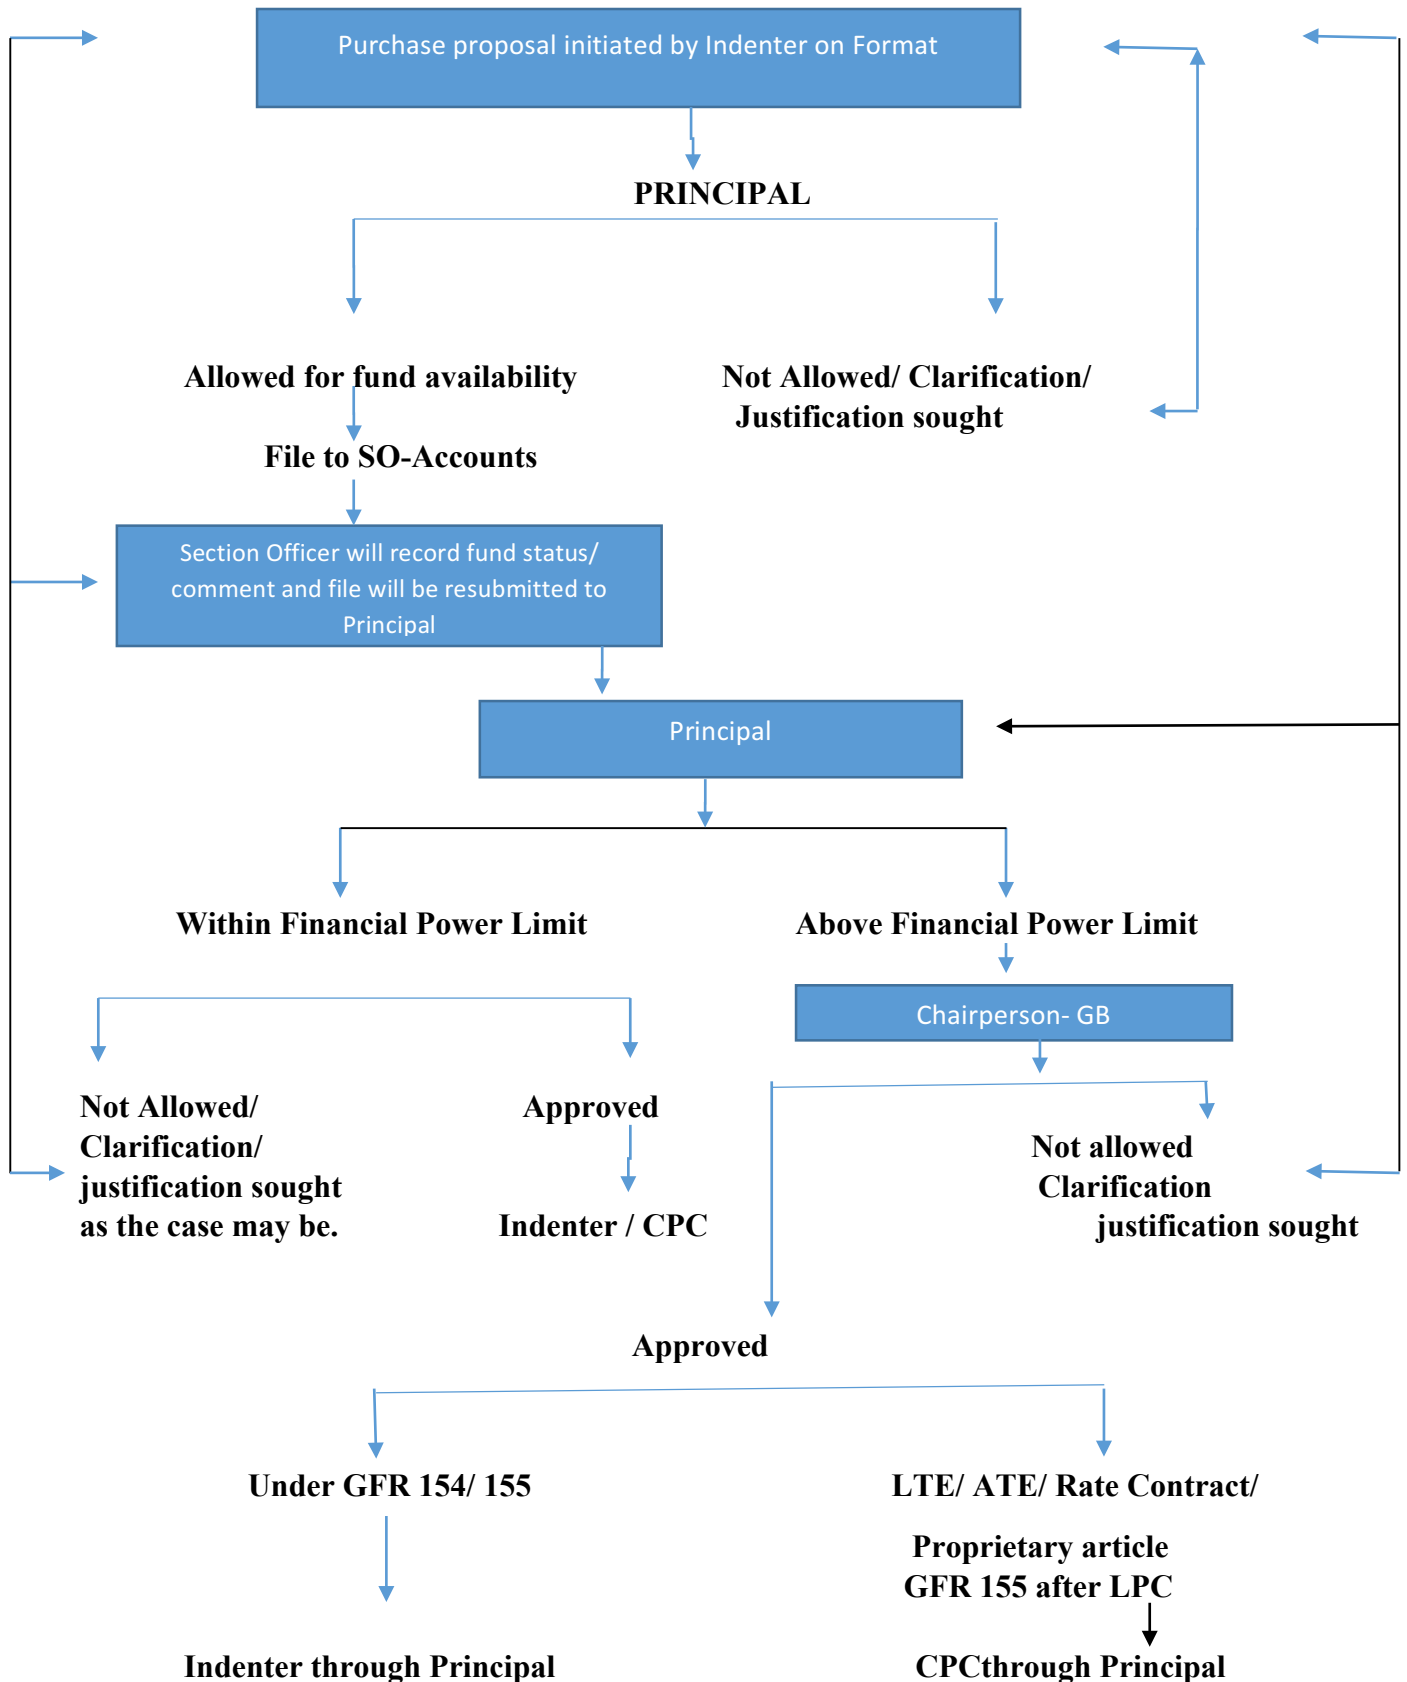 Purchase proposal initiated by Indenter on Format
PRINCIPAL
Allowed for fund availability
Not Allowed/ Clarification/
Justification sought
File to SO-Accounts
Section Officer will record fund status/
comment and file will be resubmitted to
Principal
Principal
Within Financial Power Limit
Above Financial Power Limit
Chairperson- GB
Not Allowed/
Clarification/
justification sought
as the case may be.
Approved
Indenter / CPC
Not allowed
Clarification
justification sought
Approved
Under GFR 154/ 155
LTE/ ATE/ Rate Contract/
Proprietary article
GFR 155 after LPC
Indenter through Principal
CPCthrough Principal